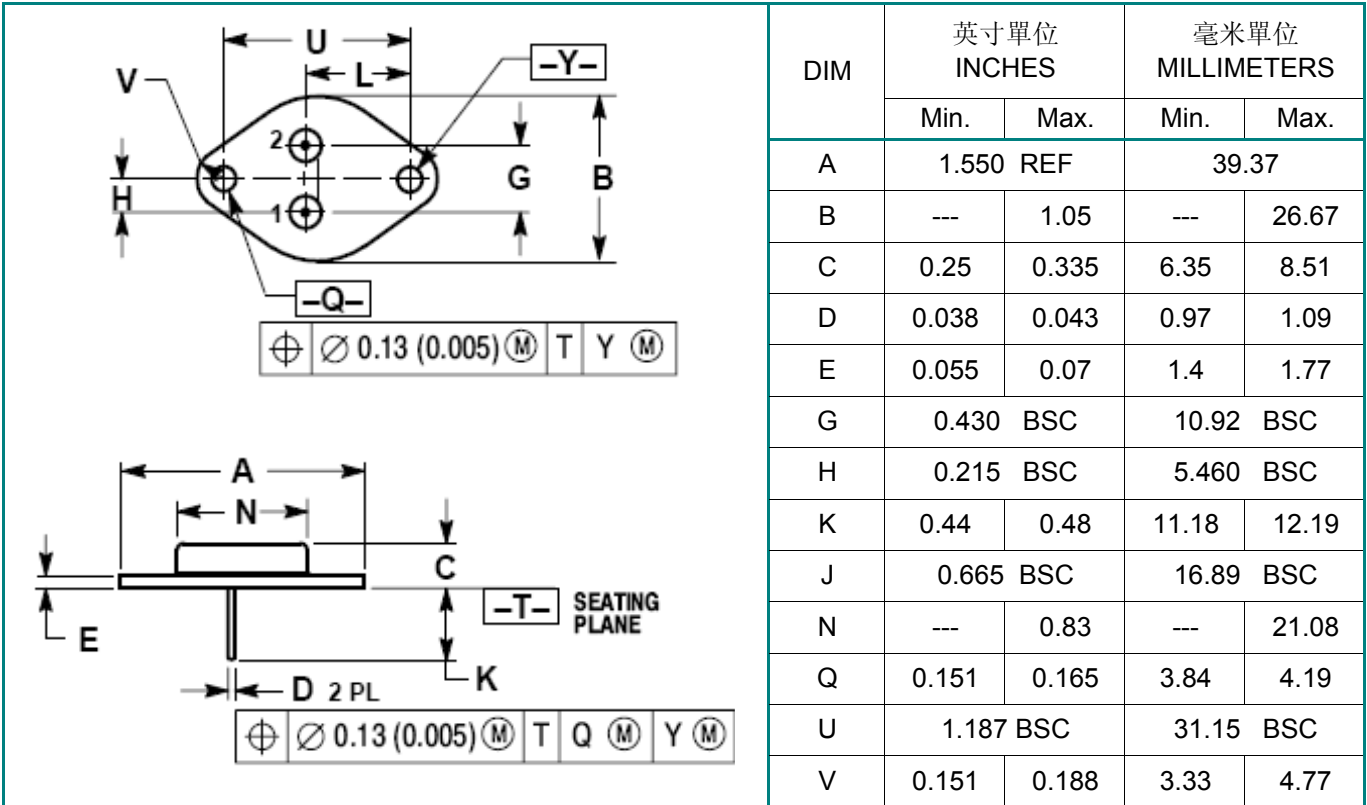 U
V
L
–Y–
2
G
B
H
1
–Q–
⌖ ∅ 0.13 (0.005) Ⓜ T Y Ⓜ
A
N
C
–T– SEATING
PLANE
E
K
D 2 PL
⌖ ∅ 0.13 (0.005) Ⓜ T Q Ⓜ Y Ⓜ
DIM 英寸單位 毫米單位
INCHES MILLIMETERS
Min. Max. Min. Max.
A 1.550 REF 39.37
B --- 1.05 --- 26.67
C 0.25 0.335 6.35 8.51
D 0.038 0.043 0.97 1.09
E 0.055 0.07 1.4 1.77
G 0.430 BSC 10.92 BSC
H 0.215 BSC 5.460 BSC
K 0.44 0.48 11.18 12.19
J 0.665 BSC 16.89 BSC
N --- 0.83 --- 21.08
Q 0.151 0.165 3.84 4.19
U 1.187 BSC 31.15 BSC
V 0.151 0.188 3.33 4.77